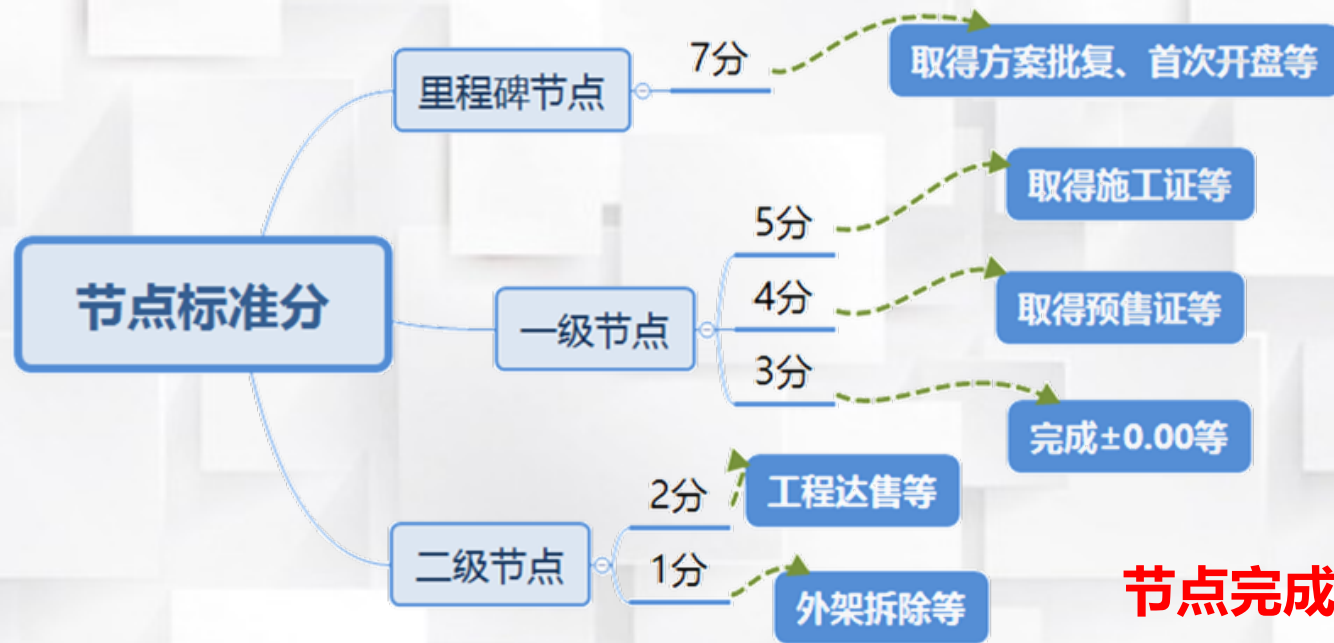 节点标准分
里程碑节点
7分
取得方案批复、首次开盘等
一级节点
5分
取得施工证等
4分
取得预售证等
3分
完成±0.00等
二级节点
2分
工程达售等
1分
外架拆除等
节点完成